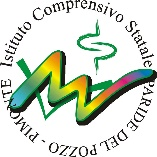 Istituto Comprensivo Statale PARIDE DEL POZZO - PIMONTE